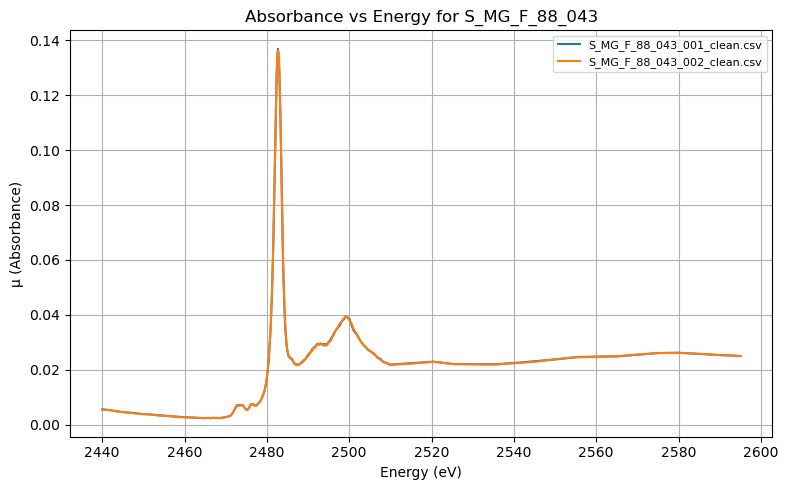 Absorbance vs Energy for S_MG_F_88_043
S_MG_F_88_043_001_clean.csv
S_MG_F_88_043_002_clean.csv
0.14
0.12
0.10
0.08
0.06
0.04
0.02
0.00
μ (Absorbance)
2440 2460 2480 2500 2520 2540 2560 2580 2600
Energy (eV)